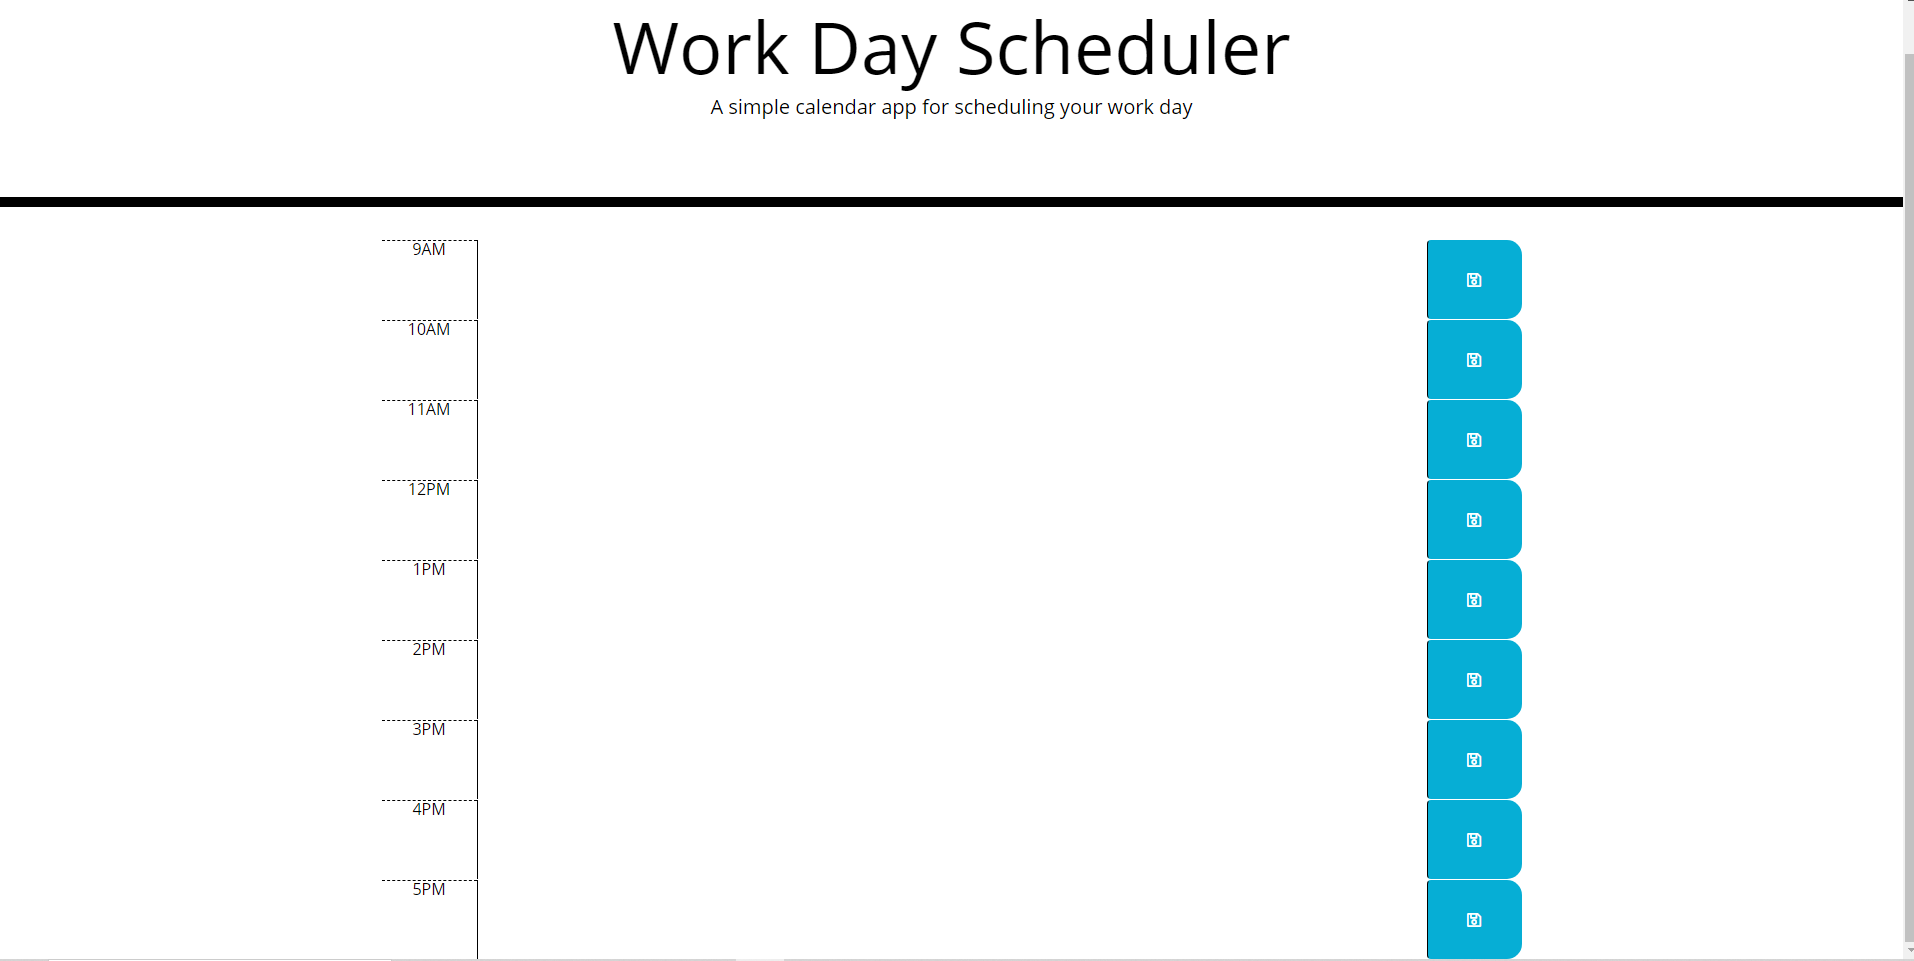 Work Day Scheduler
A simple calendar app for scheduling your work day
9AM
10AM
11AM
12PM
1PM
2PM
3PM
4PM
5PM